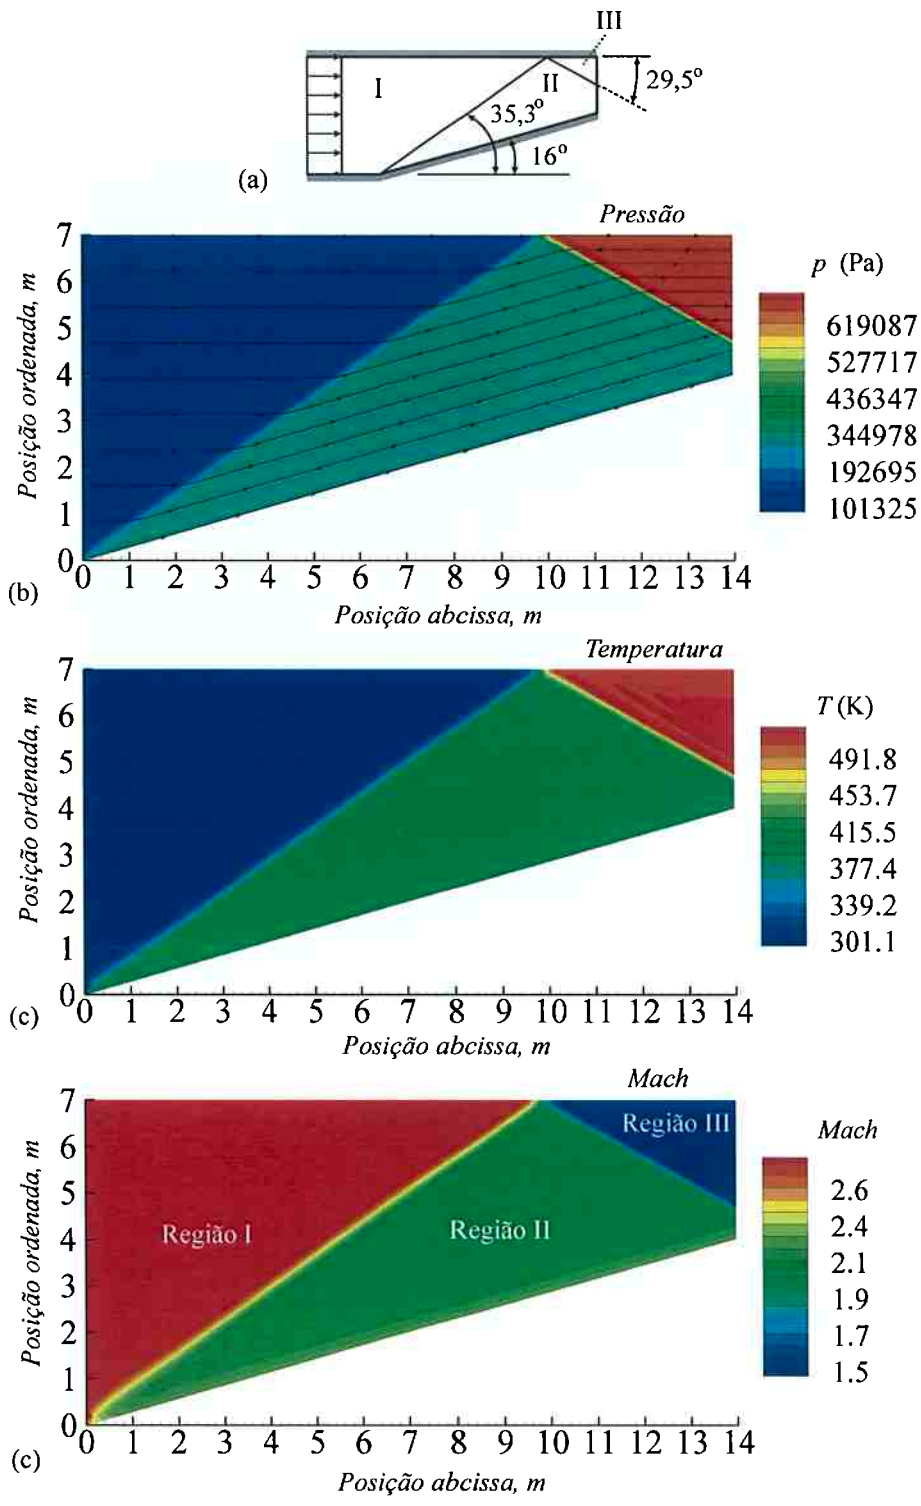 III
I
II
29,5°
35,3°
16°
(a)
Pressão
7
6
5
4
3
2
1
0
Posição ordenada, m
0 1 2 3 4 5 6 7 8 9 10 11 12 13 14
Posição abcissa, m
(b)
p (Pa)
619087
527717
436347
344978
192695
101325
Temperatura
7
6
5
4
3
2
1
0
Posição ordenada, m
0 1 2 3 4 5 6 7 8 9 10 11 12 13 14
Posição abcissa, m
(c)
T (K)
491.8
453.7
415.5
377.4
339.2
301.1
Mach
7
6
5
4
3
2
1
0
Posição ordenada, m
Região I
Região II
Região III
0 1 2 3 4 5 6 7 8 9 10 11 12 13 14
Posição abcissa, m
(c)
Mach
2.6
2.4
2.1
1.9
1.7
1.5